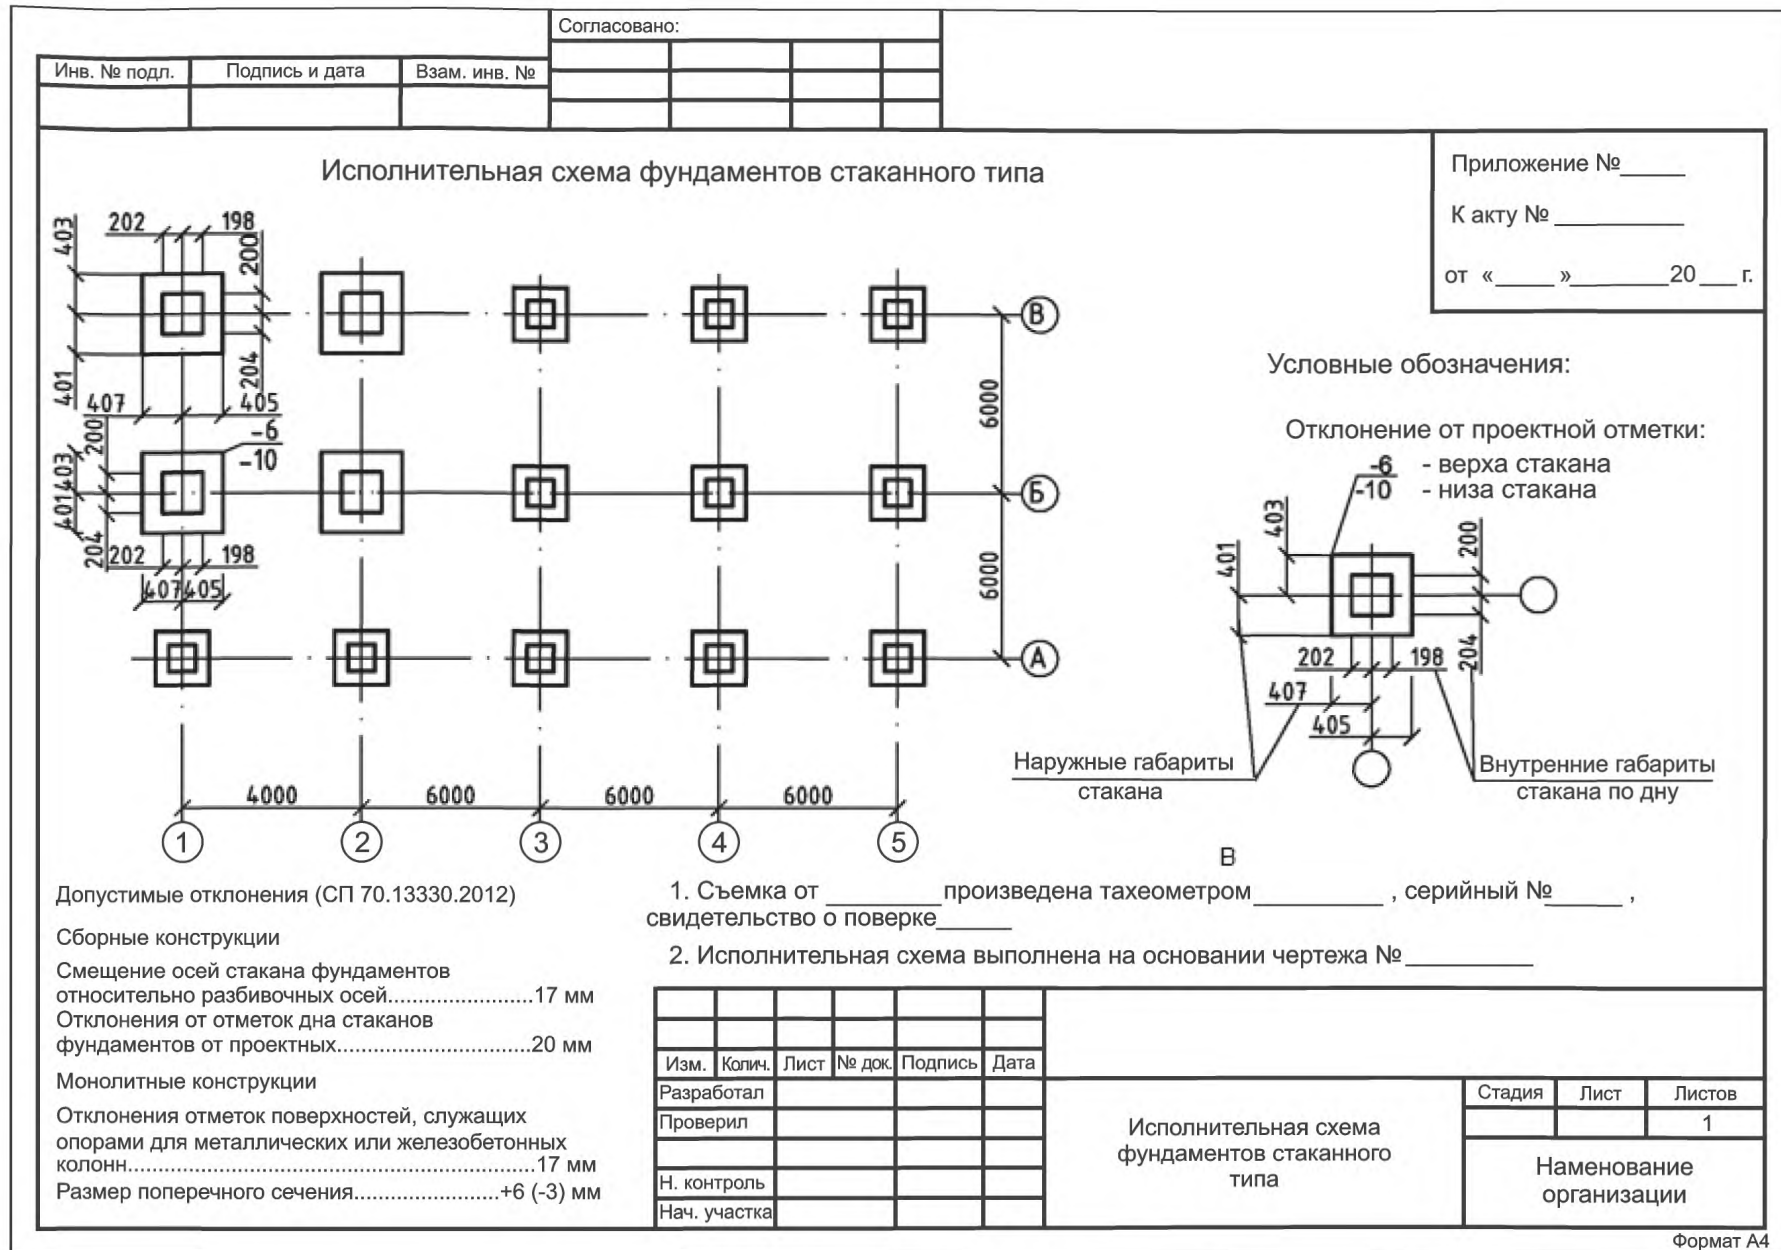 Согласовано:
Инв. № подл. Подпись и дата Взам. инв. №
Исполнительная схема фундаментов стаканного типа
Приложение №_____
К акту № __________
от «_____»________20___г.
202 198
403 200
401 204
407 405
В
6000
200 -6
-10
403
401
204
202 198
407 405
Б
6000
А
4000 6000 6000 6000
1 2 3 4 5
Условные обозначения:
Отклонение от проектной отметки:
-6 - верха стакана
-10 - низа стакана
403 200
401
204
202 198
407
405
Наружные габариты
стакана
Внутренние габариты
стакана по дну
В
Допустимые отклонения (СП 70.13330.2012)
Сборные конструкции
Смещение осей стакана фундаментов
относительно разбивочных осей.......................17 мм
Отклонения от отметок дна стаканов
фундаментов от проектных...............................20 мм
Монолитные конструкции
Отклонения отметок поверхностей, служащих
опорами для металлических или железобетонных
колонн.................................................................17 мм
Размер поперечного сечения.......................+6 (-3) мм
1. Съемка от _________произведена тахеометром__________ , серийный №______ ,
свидетельство о поверке______
2. Исполнительная схема выполнена на основании чертежа №__________
Изм. Колич. Лист № док. Подпись Дата
Разработал
Проверил
Н. контроль
Нач. участка
Исполнительная схема
фундаментов стаканного
типа
Стадия Лист Листов
1
Наменование
организации
Формат А4